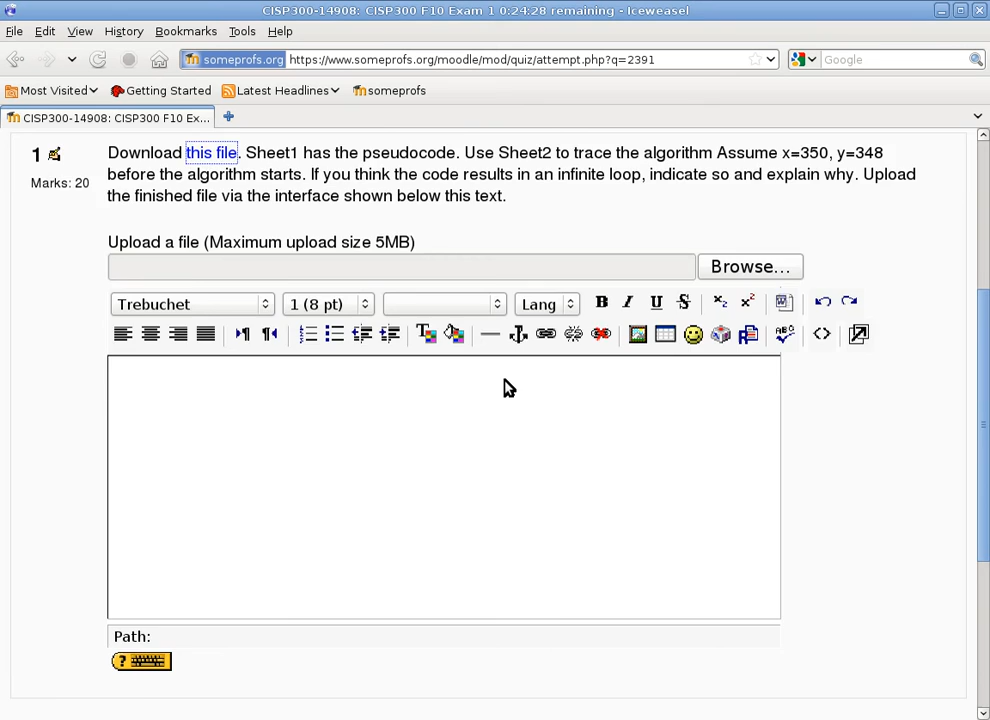 CISP300-14908: CISP300 F10 Exam 1 0:24:28 remaining - Iceweasel
File Edit View History Bookmarks Tools Help
someprofs.org https://www.someprofs.org/moodle/mod/quiz/attempt.php?q=2391 Google
Most Visited Getting Started Latest Headlines someprofs
CISP300-14908: CISP300 F10 Ex...
1 Download this file. Sheet1 has the pseudocode. Use Sheet2 to trace the algorithm Assume x=350, y=348
Marks: 20 before the algorithm starts. If you think the code results in an infinite loop, indicate so and explain why. Upload
the finished file via the interface shown below this text.
Upload a file (Maximum upload size 5MB)
Browse...
Trebuchet 1 (8 pt) Lang B I U S x2 x2
ABC
Path:
?